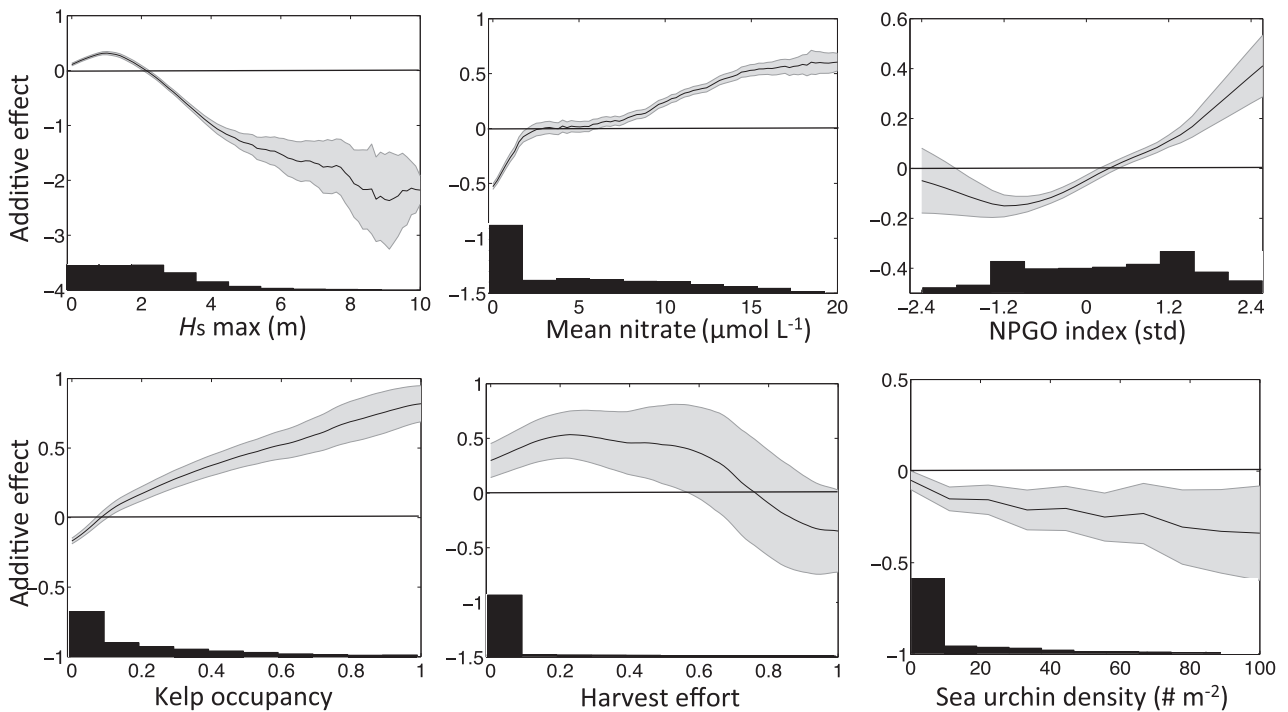 Additive effect
1
0
−1
−2
−3
−4
0 2 4 6 8 10
Hs max (m)
1
0.5
0
−0.5
−1
−1.5
0 5 10 15 20
Mean nitrate (μmol L-1)
0.6
0.4
0.2
0
−0.2
−0.4
−2.4 −1.2 0 1.2 2.4
NPGO index (std)
Additive effect
1
0.5
0
−0.5
−1
0 0.2 0.4 0.6 0.8 1
Kelp occupancy
1
0.5
0
−0.5
−1
−1.5
0 0.2 0.4 0.6 0.8 1
Harvest effort
0.5
0
−0.5
−1
0 20 40 60 80 100
Sea urchin density (# m-2)